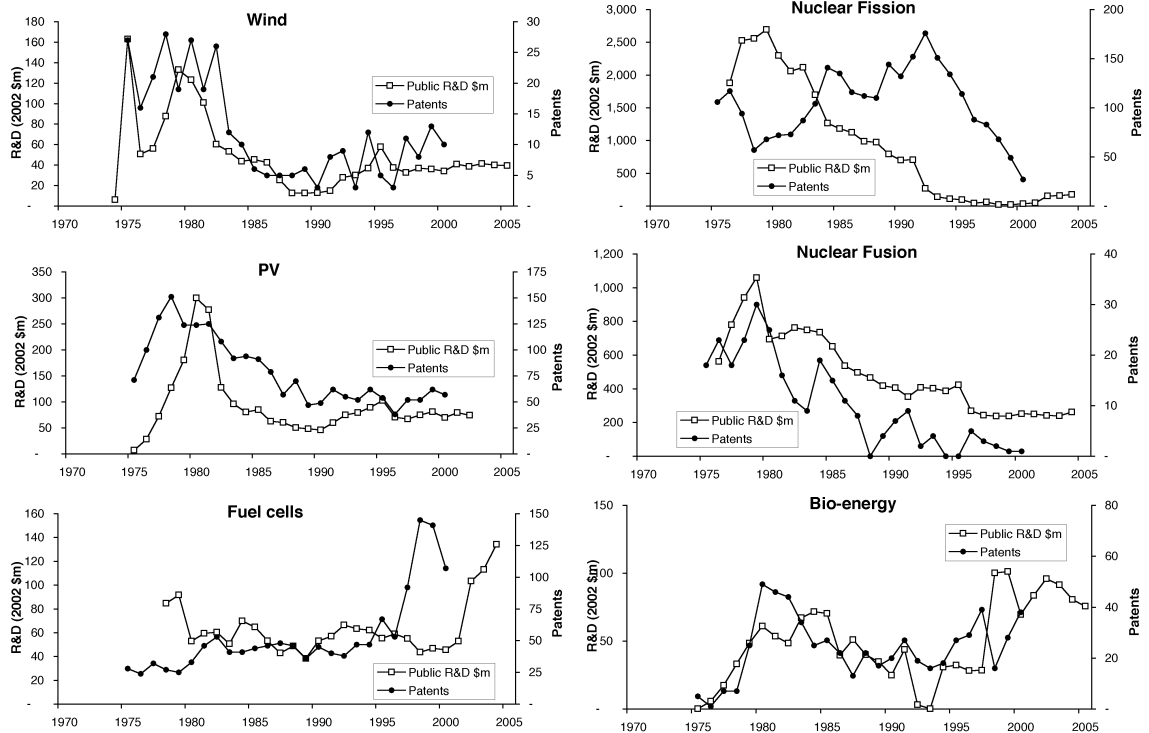 Wind
180
160
140
120
100
80
60
40
20
-
R&D (2002 $m)
30
25
20
15
10
5
-
Patents
Public R&D $m
Patents
1970 1975 1980 1985 1990 1995 2000 2005
Nuclear Fission
3,000
2,500
2,000
1,500
1,000
500
-
R&D (2002 $m)
200
150
100
50
-
Patents
Public R&D $m
Patents
1970 1975 1980 1985 1990 1995 2000 2005
PV
350
300
250
200
150
100
50
-
R&D (2002 $m)
175
150
125
100
75
50
25
-
Patents
Public R&D $m
Patents
1970 1975 1980 1985 1990 1995 2000 2005
Nuclear Fusion
1,200
1,000
800
600
400
200
-
R&D (2002 $m)
40
30
20
10
-
Patents
Public R&D $m
Patents
1970 1975 1980 1985 1990 1995 2000 2005
Fuel cells
160
140
120
100
80
60
40
20
-
R&D (2002 $m)
150
125
100
75
50
25
-
Patents
Public R&D $m
Patents
1970 1975 1980 1985 1990 1995 2000 2005
Bio-energy
150
100
50
-
R&D (2002 $m)
80
60
40
20
-
Patents
Public R&D $m
Patents
1970 1975 1980 1985 1990 1995 2000 2005